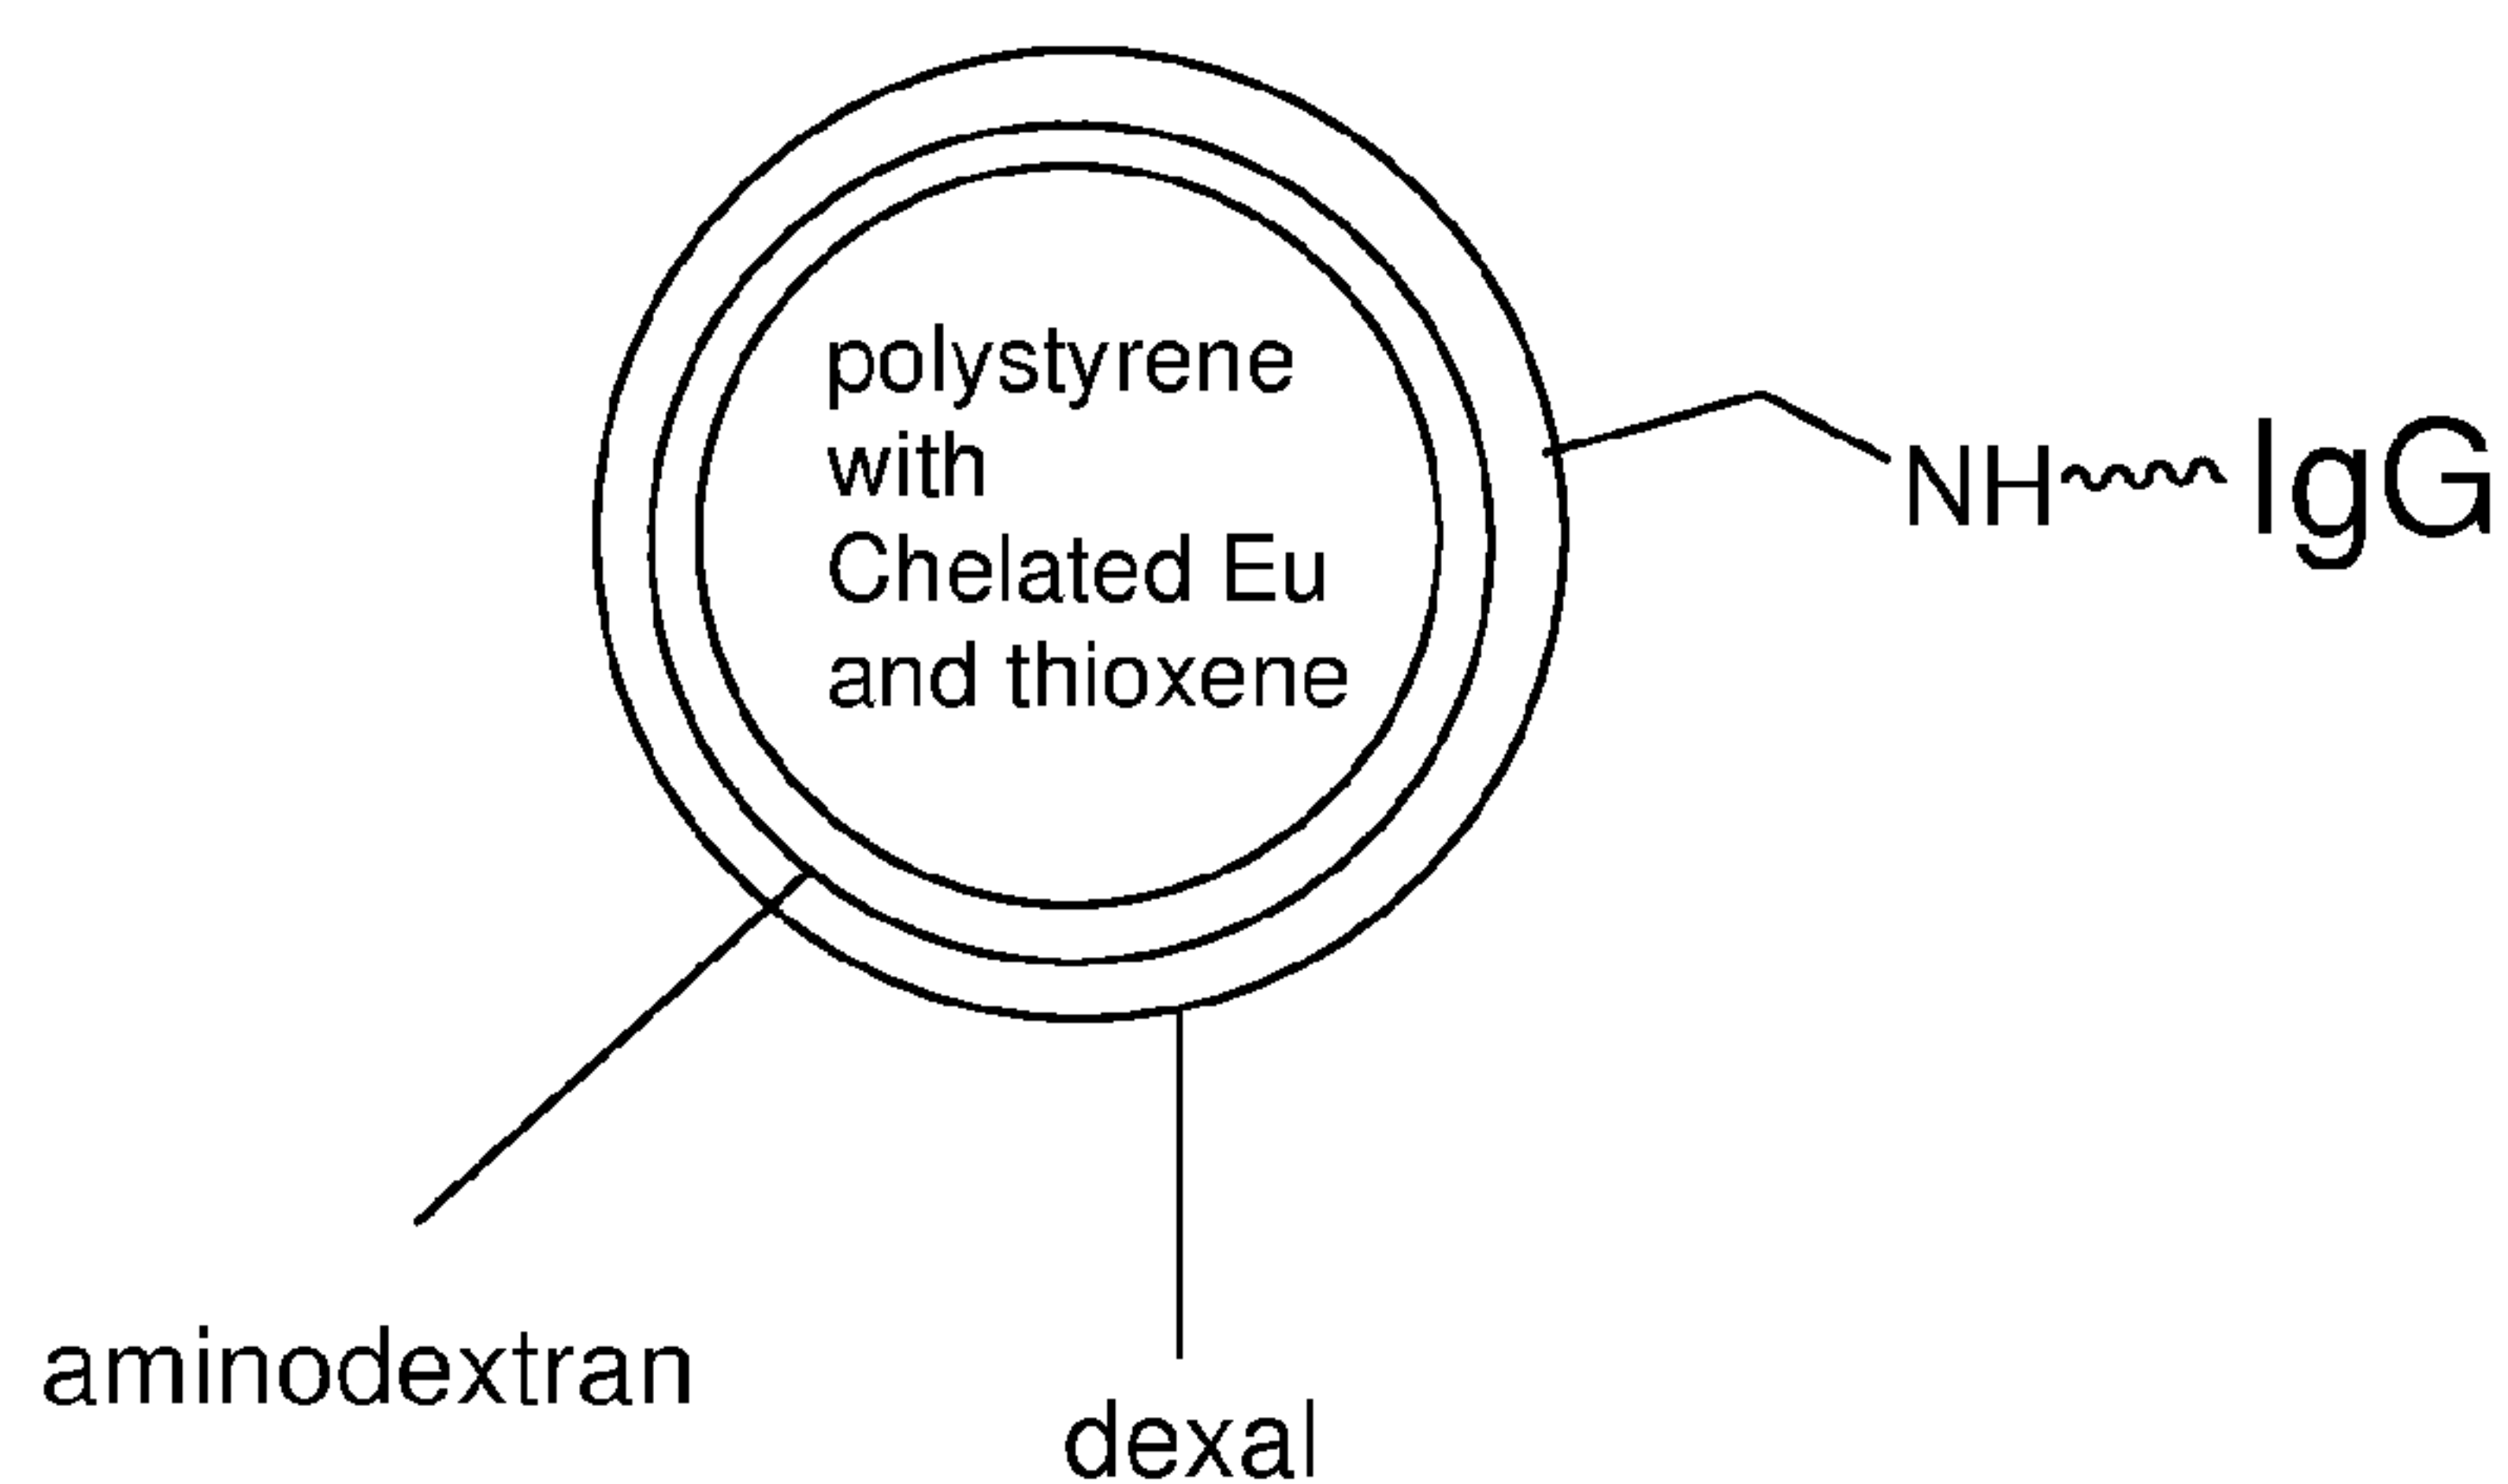 polystyrene
with
Chelated Eu
and thioxene
NH IgG
aminodextran
dexal